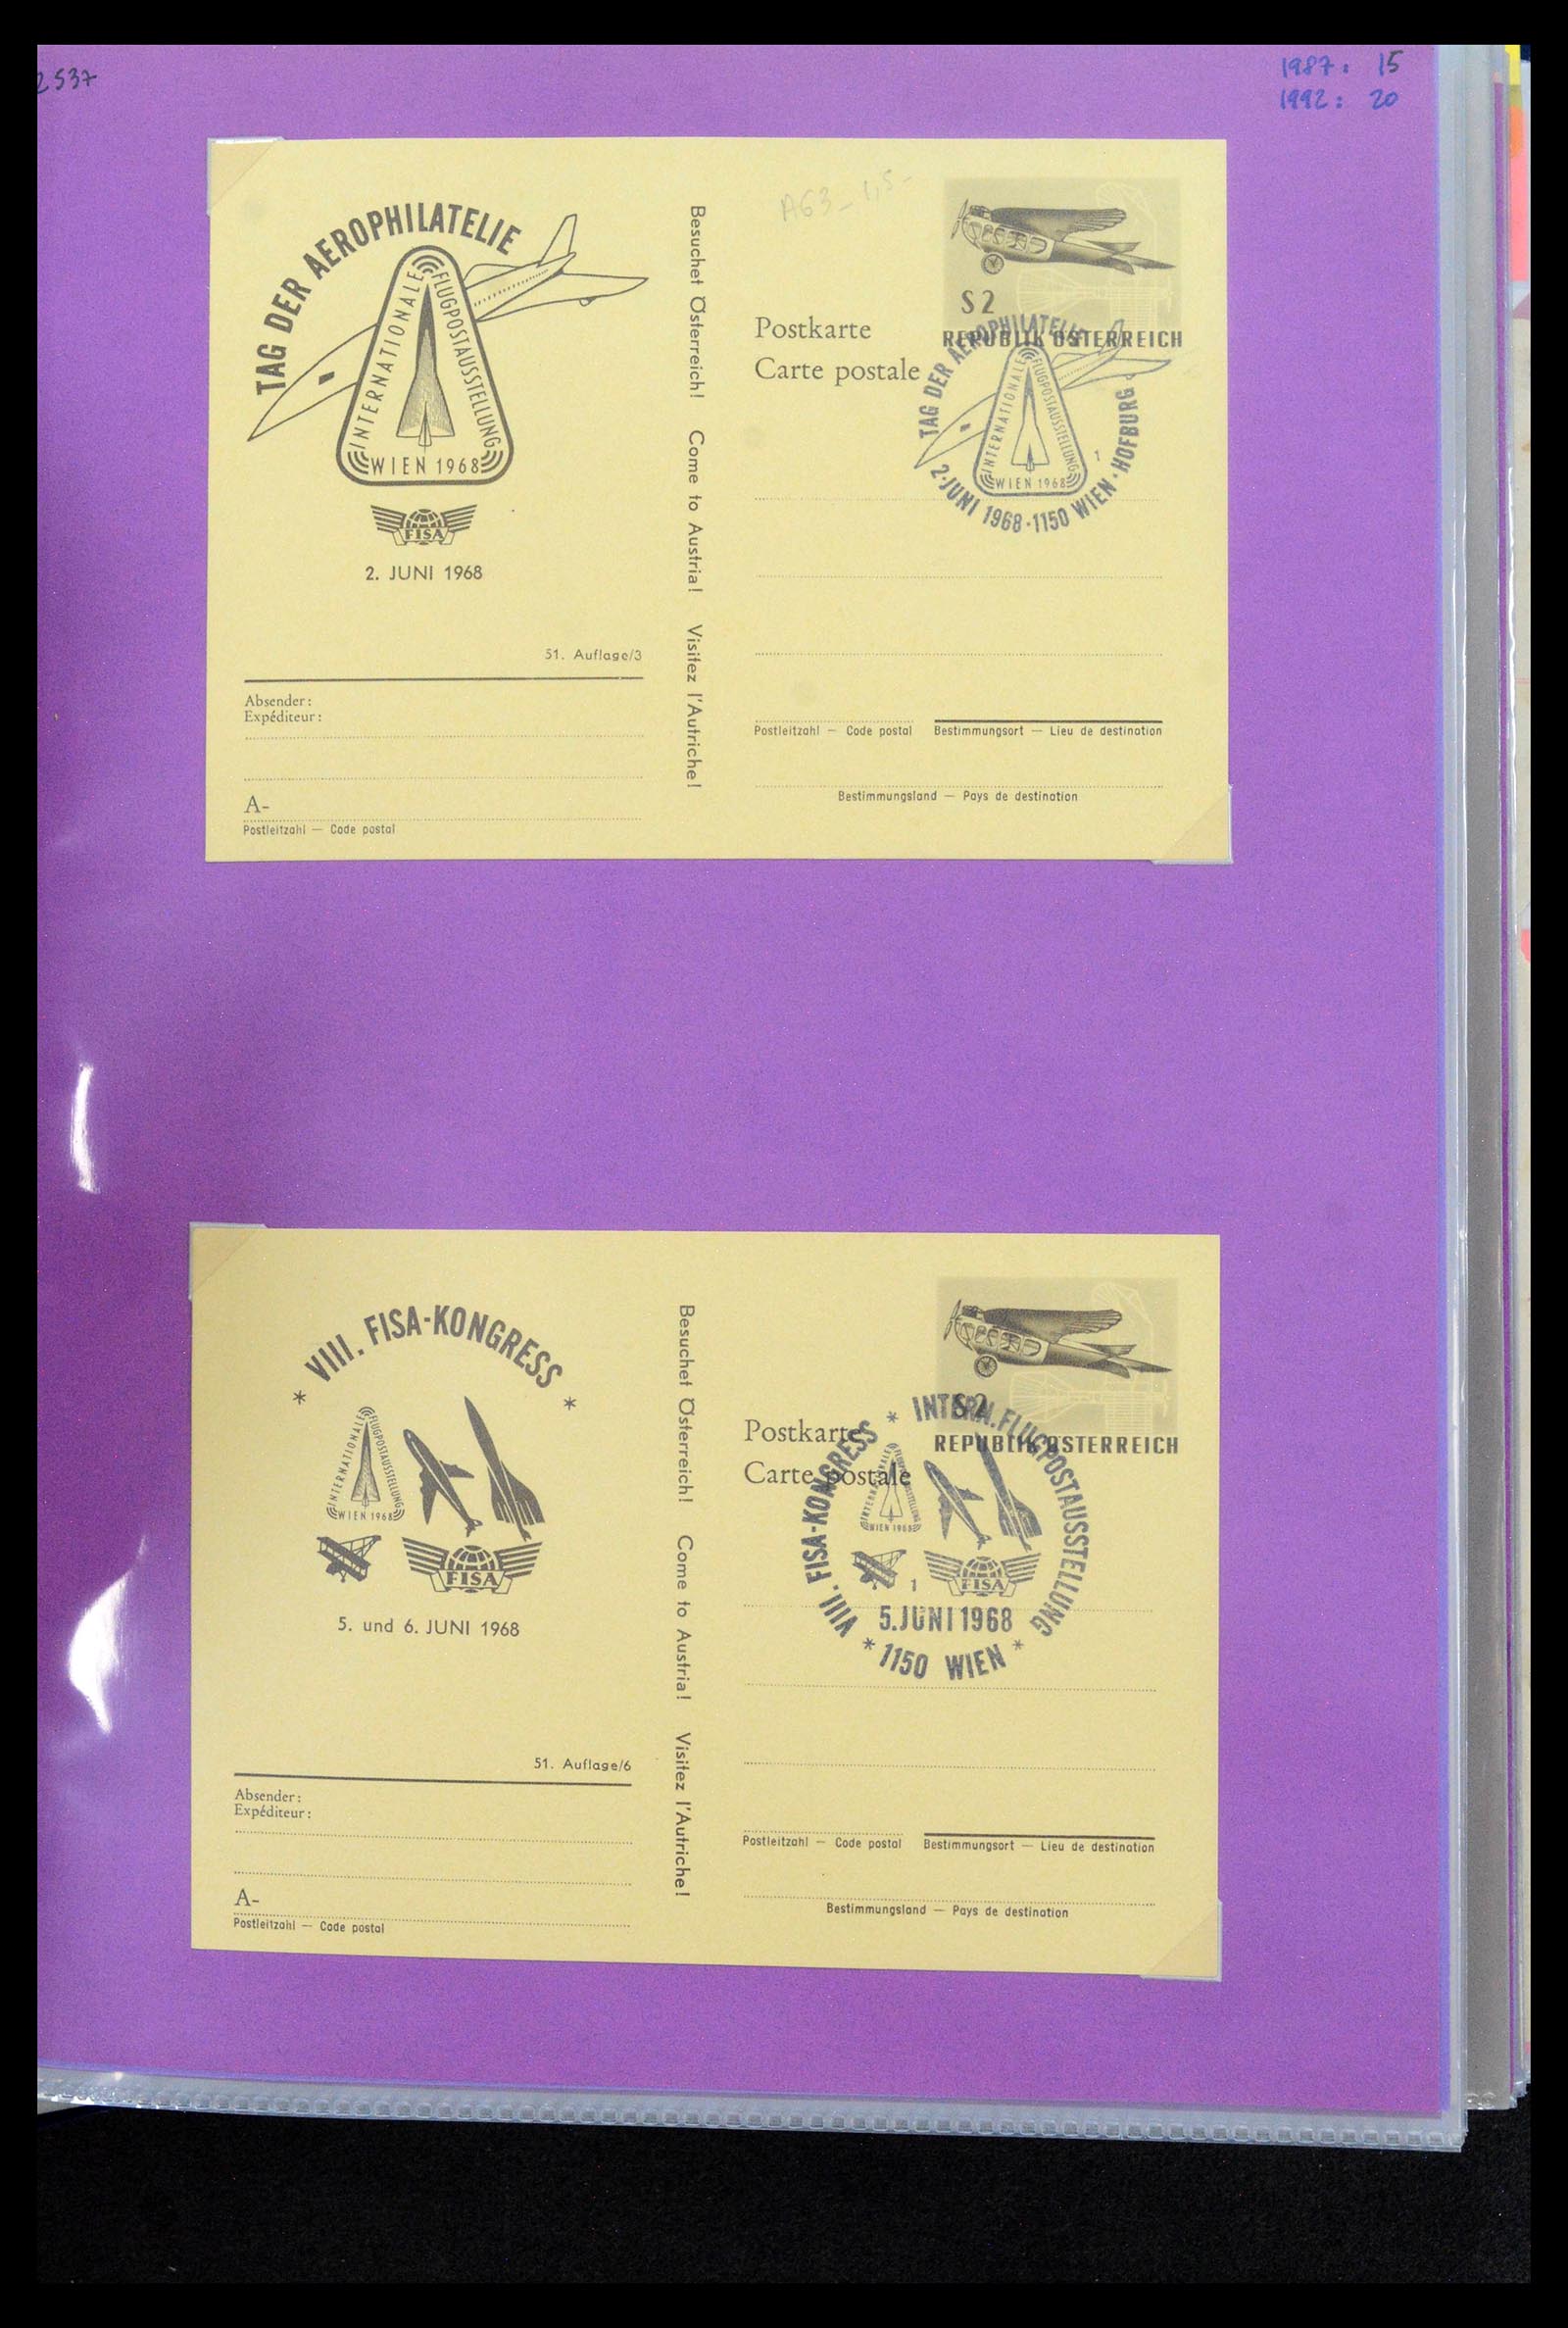 2537
1987: 15
1992: 20
TAG DER AEROPHILATELIE
INTERNATIONALE FLUGPOSTAUSSTELLUNG
WIEN 1968
FISA
2. JUNI 1968
51. Auflage/3
Absender:
Expéditeur:
A-
Postleitzahl — Code postal
Besuchet Österreich! Come to Austria! Visitez l'Autriche!
A63- 1,5-
S 2
REPUBLIK ÖSTERREICH
Postkarte
Carte postale
TAG DER AEROPHILATELIE
INTERNATIONALE FLUGPOSTAUSSTELLUNG
WIEN 1968
1
2·JUNI 1968·1150 WIEN·HOFBURG
Postleitzahl — Code postal Bestimmungsort — Lieu de destination
Bestimmungsland — Pays de destination
* VIII. FISA-KONGRESS *
INTERNATIONALE FLUGPOSTAUSSTELLUNG
WIEN 1968
FISA
5. und 6. JUNI 1968
51. Auflage/6
Absender:
Expéditeur:
A-
Postleitzahl — Code postal
Besuchet Österreich! Come to Austria! Visitez l'Autriche!
S 2
REPUBLIK ÖSTERREICH
Postkarte
Carte postale
VIII. FISA-KONGRESS * INTERN. FLUGPOSTAUSSTELLUNG
INTERNATIONALE FLUGPOSTAUSSTELLUNG
WIEN 1968
1
FISA
5.JUNI 1968
* 1150 WIEN *
Postleitzahl — Code postal Bestimmungsort — Lieu de destination
Bestimmungsland — Pays de destination